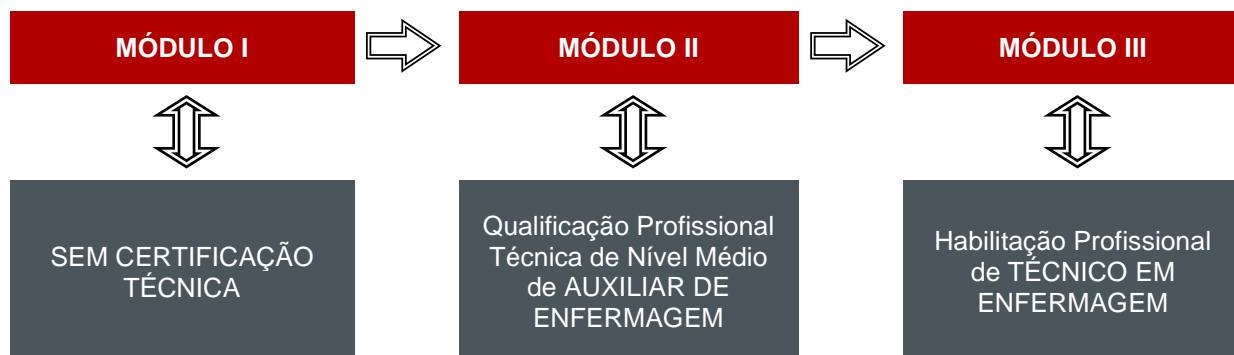 MÓDULO I
MÓDULO II
MÓDULO III
SEM CERTIFICAÇÃO
TÉCNICA
Qualificação Profissional
Técnica de Nível Médio
de AUXILIAR DE
ENFERMAGEM
Habilitação Profissional
de TÉCNICO EM
ENFERMAGEM